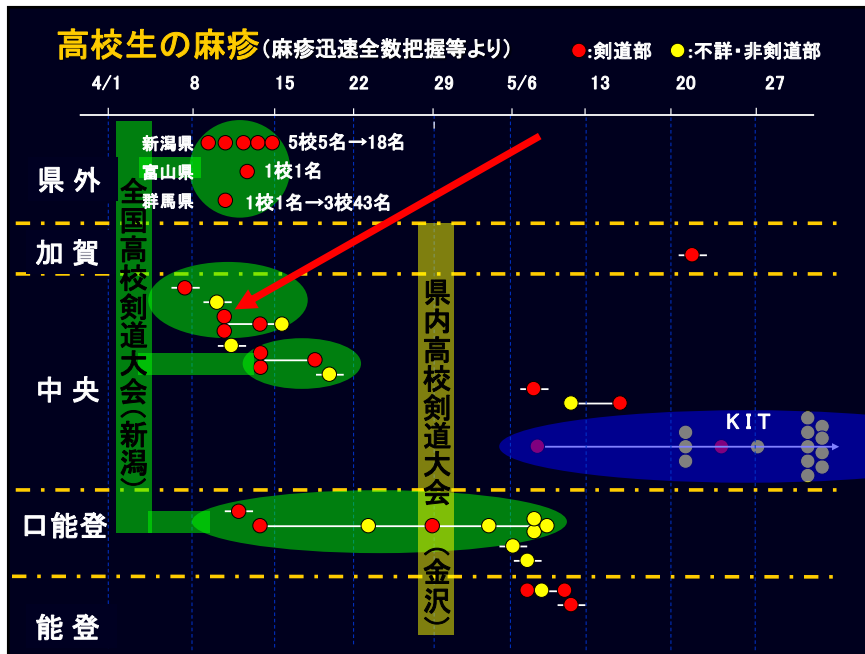 高校生の麻疹(麻疹迅速全数把握等より)
:剣道部 :不詳・非剣道部
4/1 8 15 22 29 5/6 13 20 27
新潟県 5校5名→18名
富山県 1校1名
群馬県 1校1名→3校43名
県外
加賀
中央
口能登
能登
全国高校剣道大会(新潟)
県内高校剣道大会(金沢)
KIT